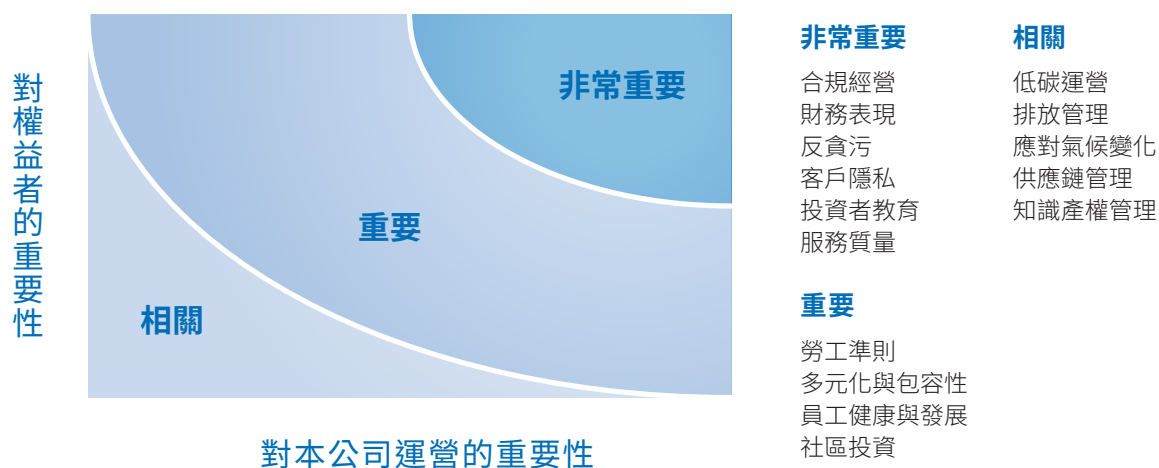 對權益者的重要性
非常重要
重要
相關
對本公司運營的重要性
非常重要
合規經營
財務表現
反貪污
客戶隱私
投資者教育
服務質量
重要
勞工準則
多元化與包容性
員工健康與發展
社區投資
相關
低碳運營
排放管理
應對氣候變化
供應鏈管理
知識產權管理